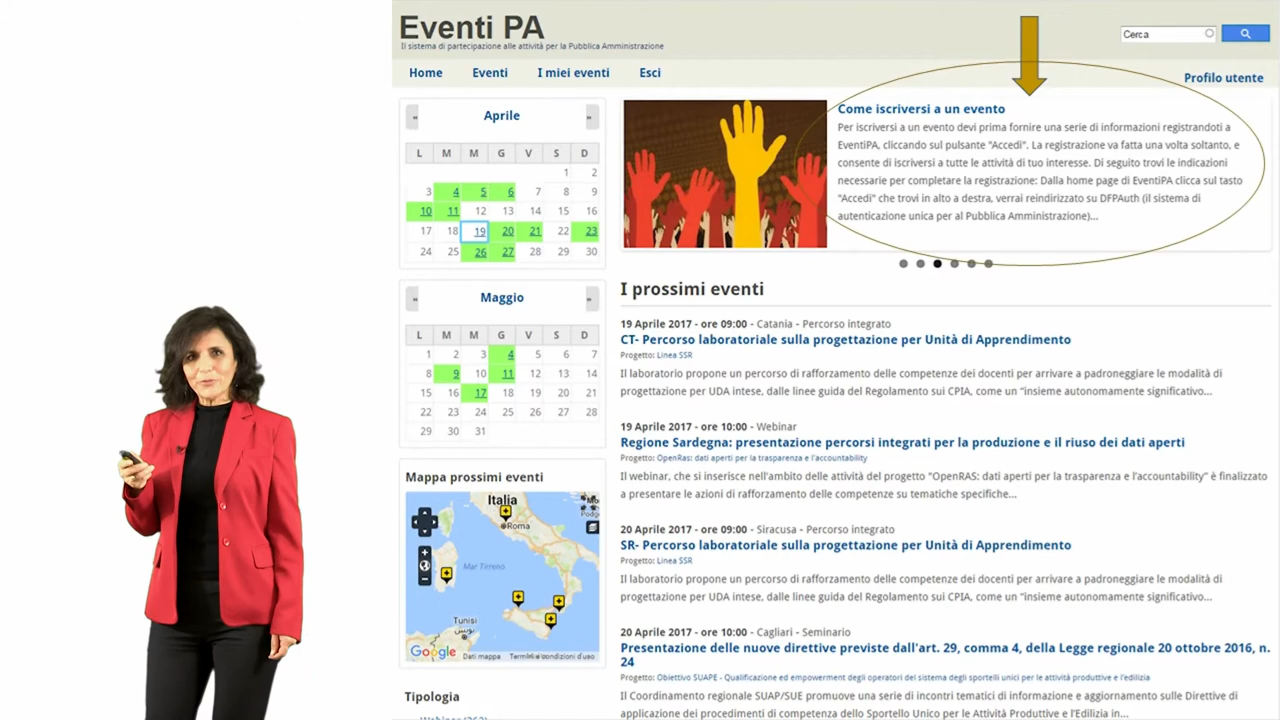 Eventi PA
Il sistema di partecipazione alle attività per la Pubblica Amministrazione
Cerca
Home Eventi I miei eventi Esci
Profilo utente
« Aprile »
L M M G V S D
1 2
3 4 5 6 7 8 9
10 11 12 13 14 15 16
17 18 19 20 21 22 23
24 25 26 27 28 29 30
« Maggio »
L M M G V S D
1 2 3 4 5 6 7
8 9 10 11 12 13 14
15 16 17 18 19 20 21
22 23 24 25 26 27 28
29 30 31
Mappa prossimi eventi
Italia
Roma
Mar Tirreno
Tunisi
تونس
Google
Dati mappa
Tipologia
Come iscriversi a un evento
Per iscriversi a un evento devi prima fornire una serie di informazioni registrandoti a
EventiPA, cliccando sul pulsante "Accedi". La registrazione va fatta una volta soltanto, e
consente di iscriversi a tutte le attività di tuo interesse. Di seguito trovi le indicazioni
necessarie per completare la registrazione: Dalla home page di EventiPA clicca sul tasto
"Accedi" che trovi in alto a destra, verrai reindirizzato su DFPAuth (il sistema di
autenticazione unica per al Pubblica Amministrazione)...
I prossimi eventi
19 Aprile 2017 - ore 09:00 - Catania - Percorso integrato
CT- Percorso laboratoriale sulla progettazione per Unità di Apprendimento
Progetto: Linea SSR
Il laboratorio propone un percorso di rafforzamento delle competenze dei docenti per arrivare a padroneggiare le modalità di
progettazione per UDA intese, dalle linee guida del Regolamento sui CPIA, come un "insieme autonomamente significativo...
19 Aprile 2017 - ore 10:00 - Webinar
Regione Sardegna: presentazione percorsi integrati per la produzione e il riuso dei dati aperti
Progetto: OpenRas: dati aperti per la trasparenza e l'accountability
Il webinar, che si inserisce nell'ambito delle attività del progetto "OpenRAS: dati aperti per la trasparenza e l'accountability" è finalizzato
a presentare le azioni di rafforzamento delle competenze su tematiche specifiche...
20 Aprile 2017 - ore 09:00 - Siracusa - Percorso integrato
SR- Percorso laboratoriale sulla progettazione per Unità di Apprendimento
Progetto: Linea SSR
Il laboratorio propone un percorso di rafforzamento delle competenze dei docenti per arrivare a padroneggiare le modalità di
progettazione per UDA intese, dalle linee guida del Regolamento sui CPIA, come un "insieme autonomamente significativo...
20 Aprile 2017 - ore 10:00 - Cagliari - Seminario
Presentazione delle nuove direttive previste dall'art. 29, comma 4, della Legge regionale 20 ottobre 2016, n.
24
Progetto: Obiettivo SUAPE - Qualificazione ed empowerment degli operatori del sistema degli sportelli unici per le attività produttive e l'edilizia
Il Coordinamento regionale SUAP/SUE promuove una serie di incontri tematici di informazione e aggiornamento sulle Direttive di
applicazione dei procedimenti di competenza dello Sportello Unico per le Attività Produttive e l'Edilizia in...